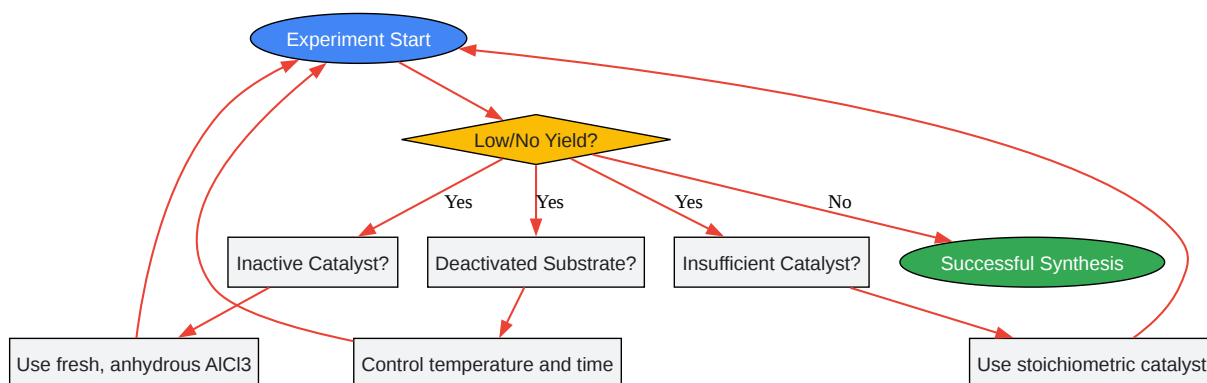 Experiment Start
Low/No Yield?
Yes
Yes
Yes
No
Inactive Catalyst?
Deactivated Substrate?
Insufficient Catalyst?
Successful Synthesis
Use fresh, anhydrous AlCl3
Control temperature and time
Use stoichiometric catalyst